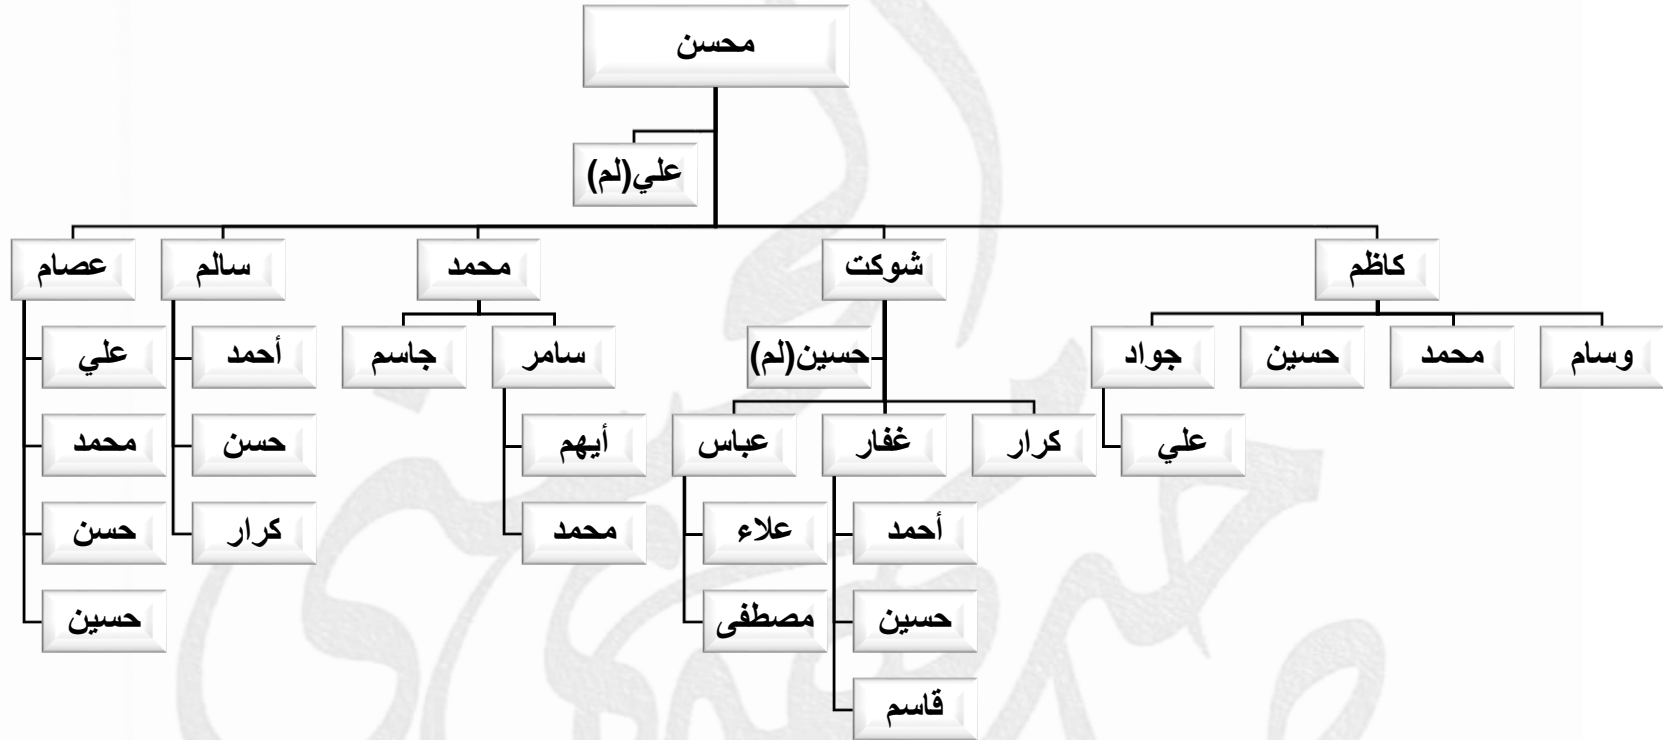 محسن
علي(لم)
كاظم
شوكت
محمد
سالم
عصام
وسام
محمد
حسين
جواد
حسين(لم)
سامر
جاسم
أحمد
علي
علي
كرار
غفار
عباس
أيهم
حسن
محمد
أحمد
علاء
محمد
كرار
حسن
حسين
مصطفى
حسين
قاسم